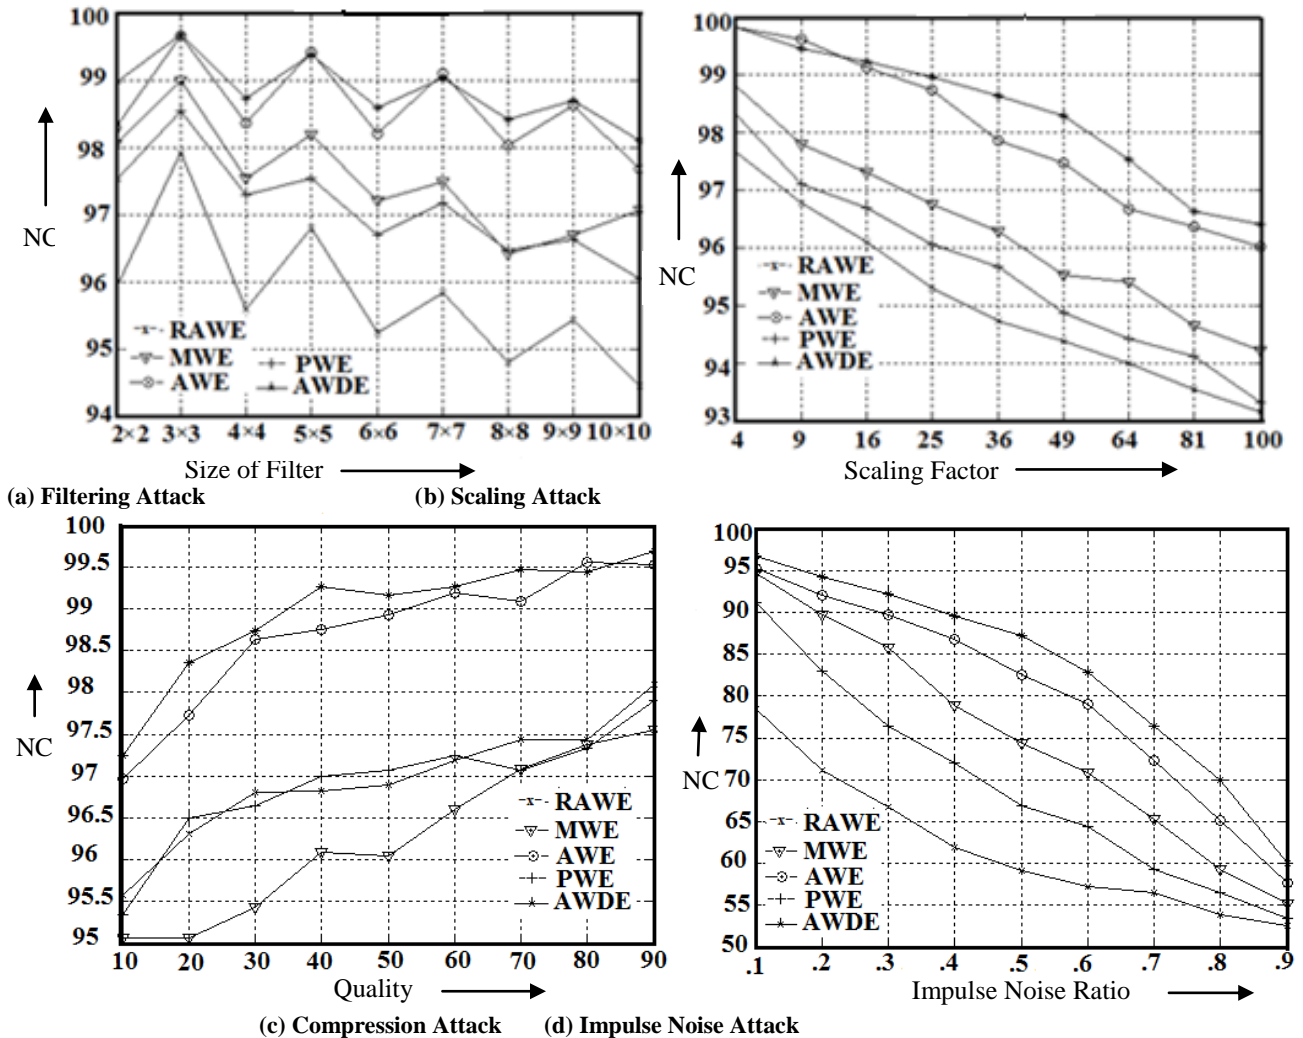 100
99
98
97
96
95
94
NC
RAWE
MWE
AWE
PWE
AWDE
2×2 3×3 4×4 5×5 6×6 7×7 8×8 9×9 10×10
Size of Filter
(a) Filtering Attack
100
99
98
97
96
95
94
93
NC
RAWE
MWE
AWE
PWE
AWDE
4 9 16 25 36 49 64 81 100
Scaling Factor
(b) Scaling Attack
100
99.5
99
98.5
98
97.5
97
96.5
96
95.5
95
NC
RAWE
MWE
AWE
PWE
AWDE
10 20 30 40 50 60 70 80 90
Quality
(c) Compression Attack
100
95
90
85
80
75
70
65
60
55
50
NC
RAWE
MWE
AWE
PWE
AWDE
.1 .2 .3 .4 .5 .6 .7 .8 .9
Impulse Noise Ratio
(d) Impulse Noise Attack